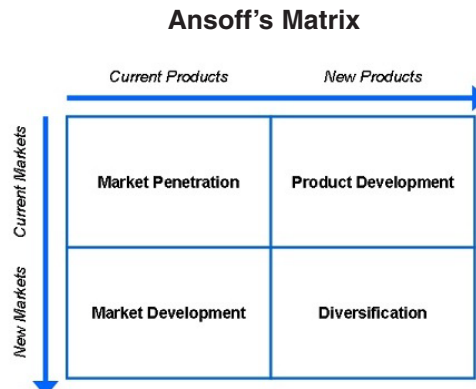 Ansoff’s Matrix
Current Products New Products
Current Markets
Market Penetration Product Development
New Markets
Market Development Diversification